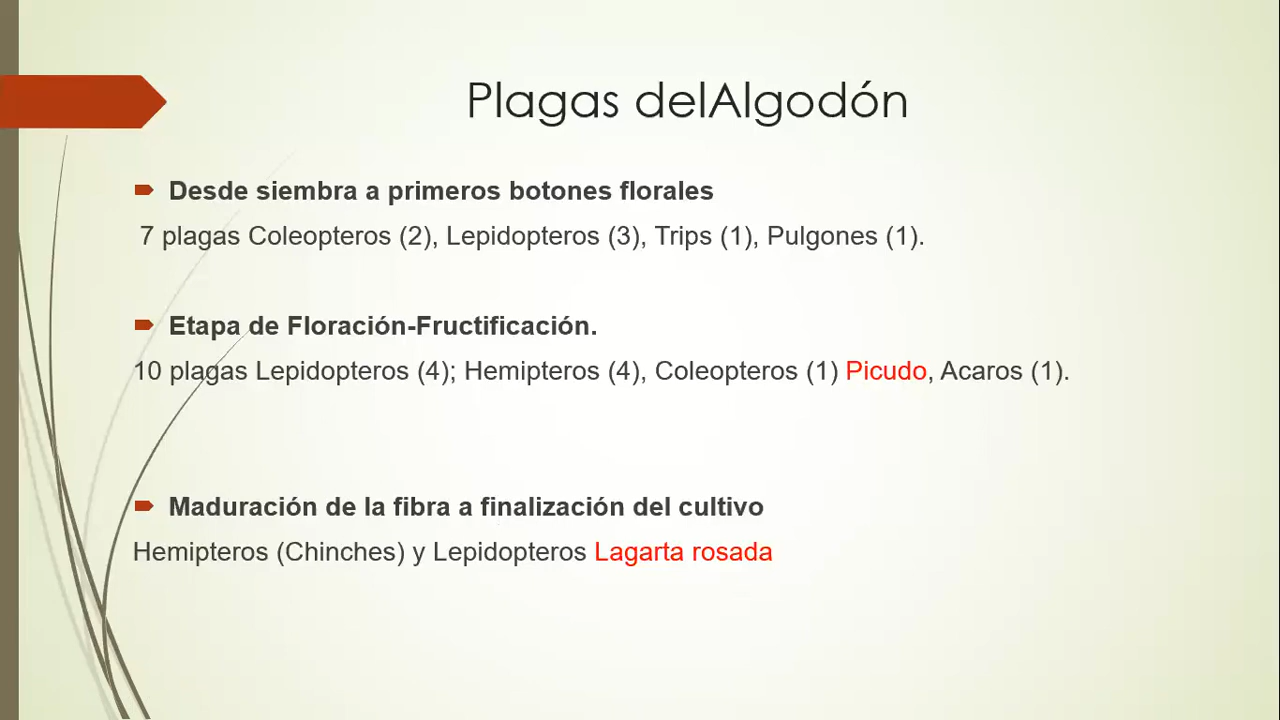 Plagas delAlgodón
Desde siembra a primeros botones florales
7 plagas Coleopteros (2), Lepidopteros (3), Trips (1), Pulgones (1).
Etapa de Floración-Fructificación.
10 plagas Lepidopteros (4); Hemipteros (4), Coleopteros (1) Picudo, Acaros (1).
Maduración de la fibra a finalización del cultivo
Hemipteros (Chinches) y Lepidopteros Lagarta rosada